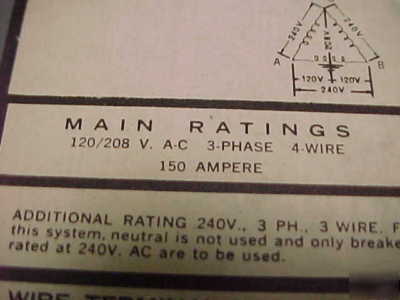 240V 240V
208V
A B
120V 120V
240V
MAIN RATINGS
120/208 V. A-C 3-PHASE 4-WIRE
150 AMPERE
ADDITIONAL RATING 240V., 3 PH., 3 WIRE. F
this system, neutral is not used and only breake
rated at 240V. AC are to be used.
WIRE